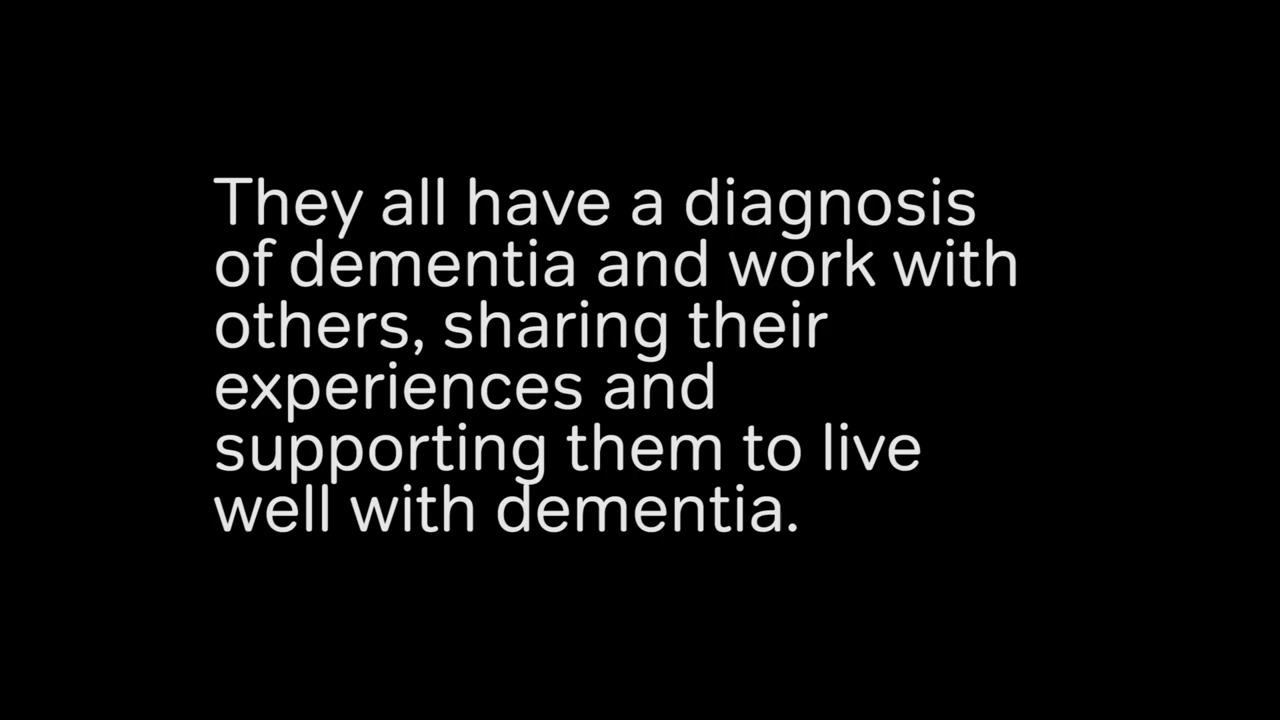 They all have a diagnosis
of dementia and work with
others, sharing their
experiences and
supporting them to live
well with dementia.